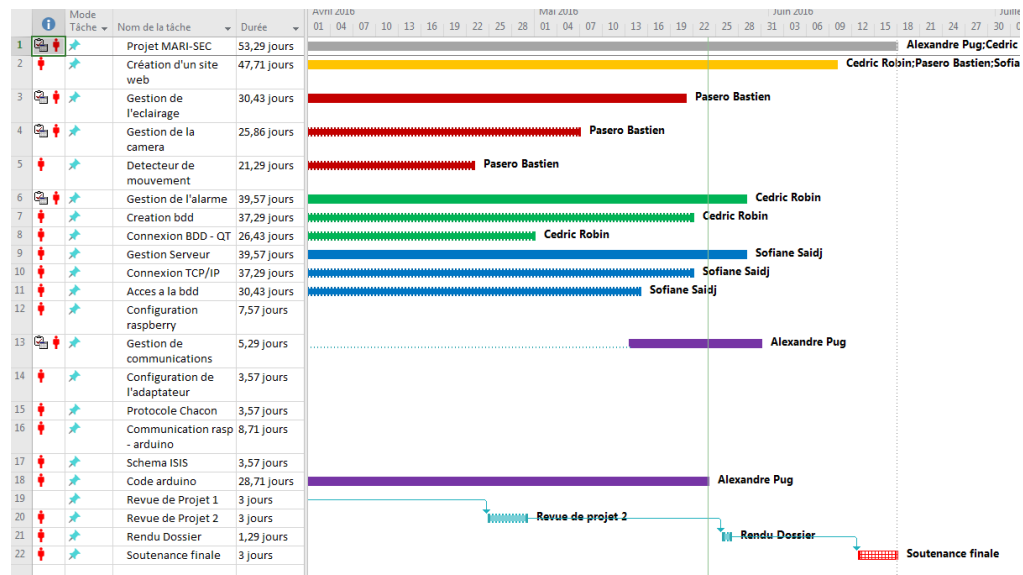 Avril 2016 Mai 2016 Juin 2016
Mode Tâche Nom de la tâche Durée 01 04 07 10 13 16 19 22 25 28 01 04 07 10 13 16 19 22 25 28 31 03 06 09 12 15 18 21 24 27 30
1 Projet MARI-SEC 53,29 jours Alexandre Pug;Cedric
2 Création d'un site 47,71 jours Cedric Robin;Pasero Bastien;Sofia
web
3 Gestion de 30,43 jours Pasero Bastien
l'eclairage
4 Gestion de la 25,86 jours Pasero Bastien
camera
5 Detecteur de 21,29 jours Pasero Bastien
mouvement
6 Gestion de l'alarme 39,57 jours Cedric Robin
7 Creation bdd 37,29 jours Cedric Robin
8 Connexion BDD - QT 26,43 jours Cedric Robin
9 Gestion Serveur 39,57 jours Sofiane Saidj
10 Connexion TCP/IP 37,29 jours Sofiane Saidj
11 Acces a la bdd 30,43 jours Sofiane Saidj
12 Configuration 7,57 jours
raspberry
13 Gestion de 5,29 jours Alexandre Pug
communications
14 Configuration de 3,57 jours
l'adaptateur
15 Protocole Chacon 3,57 jours
16 Communication rasp 8,71 jours
- arduino
17 Schema ISIS 3,57 jours
18 Code arduino 28,71 jours Alexandre Pug
19 Revue de Projet 1 3 jours
20 Revue de Projet 2 3 jours Revue de projet 2
21 Rendu Dossier 1,29 jours Rendu Dossier
22 Soutenance finale 3 jours Soutenance finale